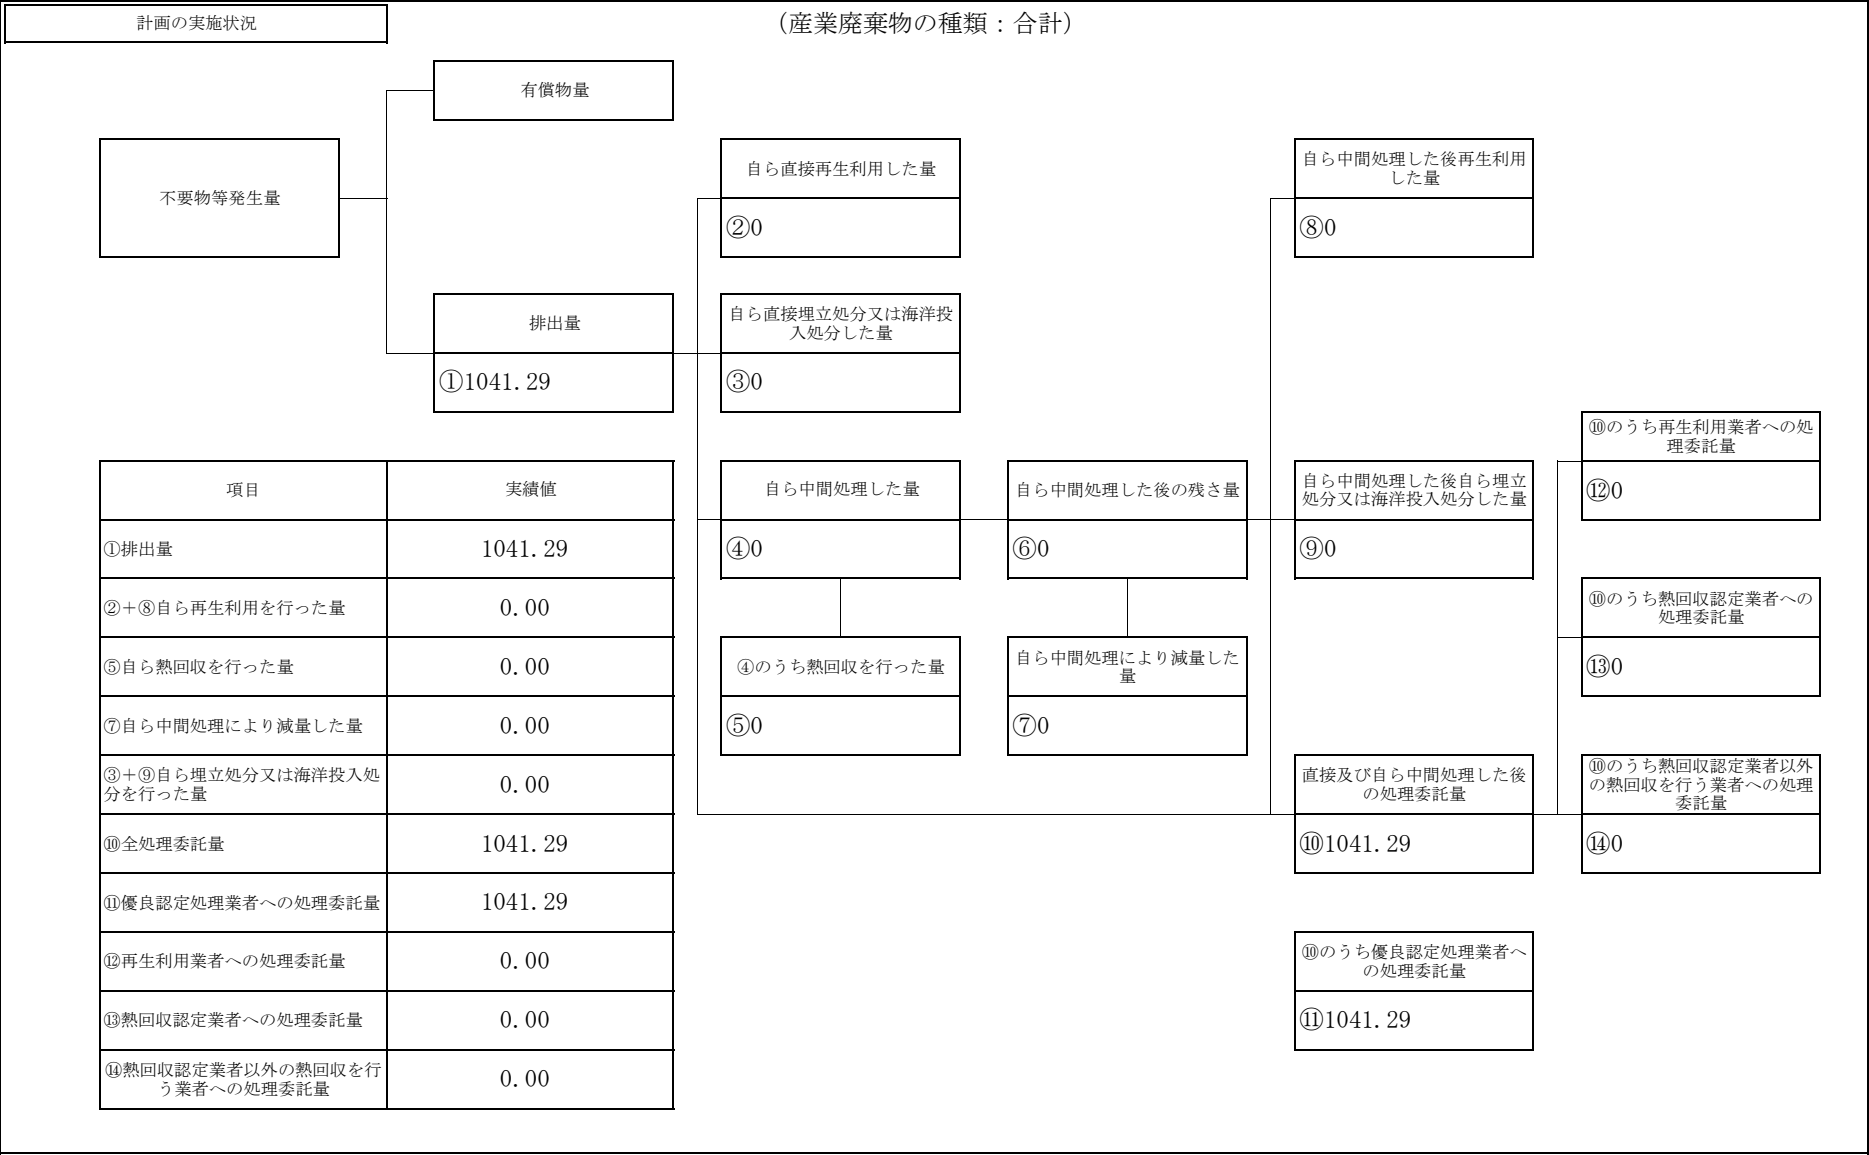 計画の実施状況
（産業廃棄物の種類：合計）
有償物量
不要物等発生量
排出量
①1041.29
自ら直接再生利用した量
②0
自ら直接埋立処分又は海洋投
入処分した量
③0
自ら中間処理した量
④0
④のうち熱回収を行った量
⑤0
自ら中間処理した後の残さ量
⑥0
自ら中間処理により減量した
量
⑦0
自ら中間処理した後再生利用
した量
⑧0
自ら中間処理した後自ら埋立
処分又は海洋投入処分した量
⑨0
直接及び自ら中間処理した後
の処理委託量
⑩1041.29
⑩のうち優良認定処理業者へ
の処理委託量
⑪1041.29
⑩のうち再生利用業者への処
理委託量
⑫0
⑩のうち熱回収認定業者への
処理委託量
⑬0
⑩のうち熱回収認定業者以外
の熱回収を行う業者への処理
委託量
⑭0
項目 実績値
①排出量 1041.29
②＋⑧自ら再生利用を行った量 0.00
⑤自ら熱回収を行った量 0.00
⑦自ら中間処理により減量した量 0.00
③＋⑨自ら埋立処分又は海洋投入処
分を行った量 0.00
⑩全処理委託量 1041.29
⑪優良認定処理業者への処理委託量 1041.29
⑫再生利用業者への処理委託量 0.00
⑬熱回収認定業者への処理委託量 0.00
⑭熱回収認定業者以外の熱回収を行
う業者への処理委託量 0.00